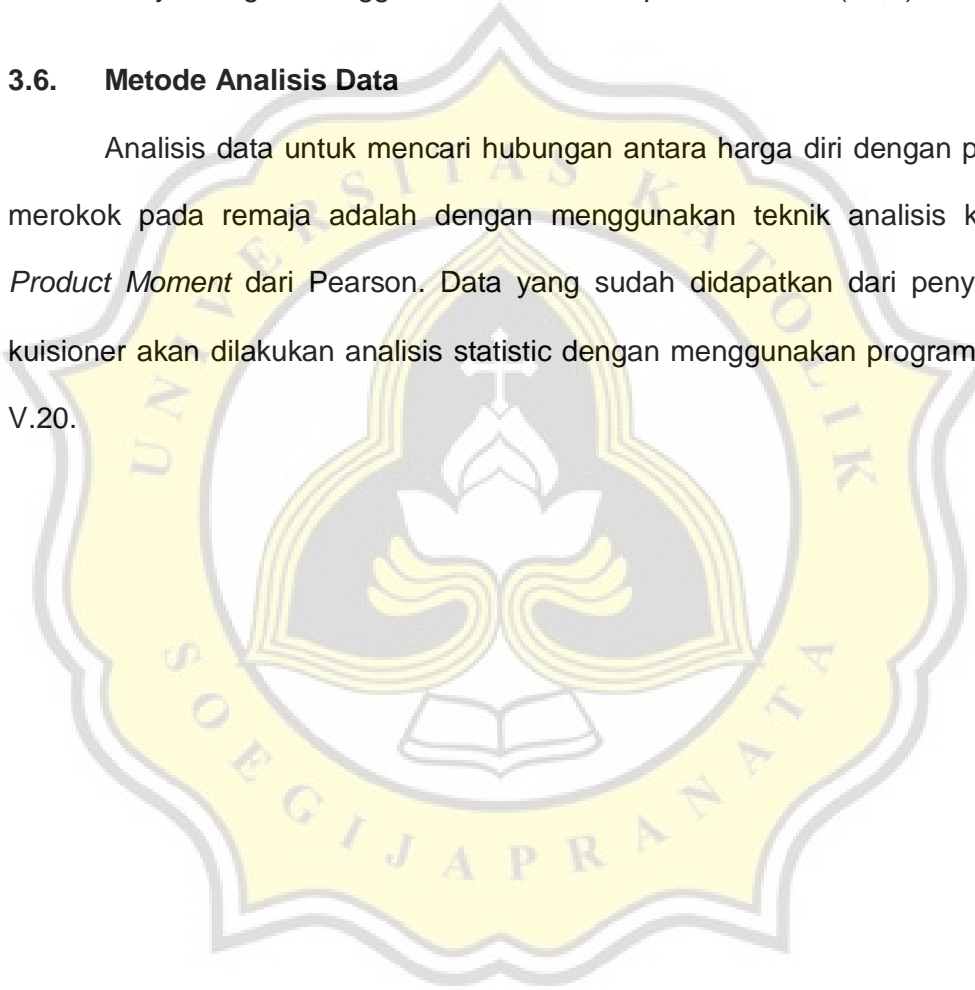 3.6. Metode Analisis Data
Analisis data untuk mencari hubungan antara harga diri dengan
merokok pada remaja adalah dengan menggunakan teknik analisis
Product Moment dari Pearson. Data yang sudah didapatkan dari
kuisioner akan dilakukan analisis statistic dengan menggunakan program
V.20.
UNIVERSITAS KATOLIK
SOEGIJAPRANATA